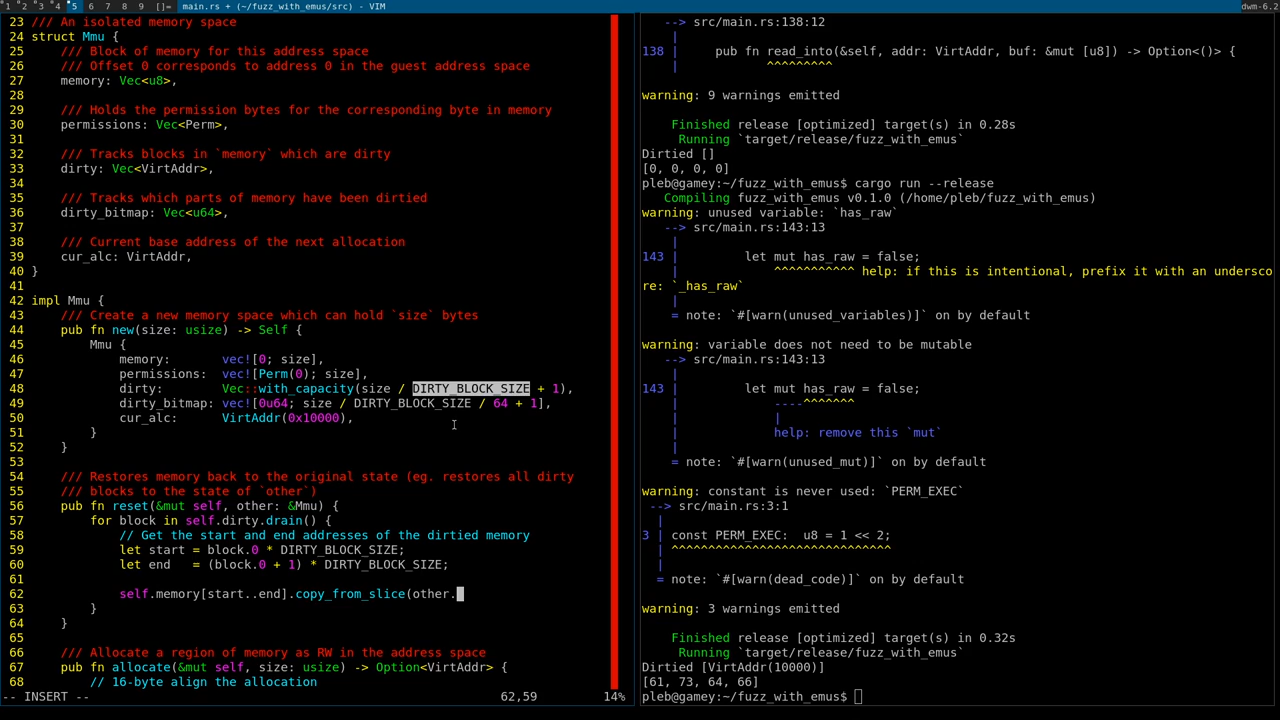 1 2 3 4 5 6 7 8 9 []= main.rs + (~/fuzz_with_emus/src) - VIM dwm-6.2
23 /// An isolated memory space
24 struct Mmu {
25     /// Block of memory for this address space
26     /// Offset 0 corresponds to address 0 in the guest address space
27     memory: Vec<u8>,
28
29     /// Holds the permission bytes for the corresponding byte in memory
30     permissions: Vec<Perm>,
31
32     /// Tracks blocks in `memory` which are dirty
33     dirty: Vec<VirtAddr>,
34
35     /// Tracks which parts of memory have been dirtied
36     dirty_bitmap: Vec<u64>,
37
38     /// Current base address of the next allocation
39     cur_alc: VirtAddr,
40 }
41
42 impl Mmu {
43     /// Create a new memory space which can hold `size` bytes
44     pub fn new(size: usize) -> Self {
45         Mmu {
46             memory:       vec![0; size],
47             permissions:  vec![Perm(0); size],
48             dirty:        Vec::with_capacity(size / DIRTY_BLOCK_SIZE + 1),
49             dirty_bitmap: vec![0u64; size / DIRTY_BLOCK_SIZE / 64 + 1],
50             cur_alc:      VirtAddr(0x10000),
51         }
52     }
53
54     /// Restores memory back to the original state (eg. restores all dirty
55     /// blocks to the state of `other`)
56     pub fn reset(&mut self, other: &Mmu) {
57         for block in self.dirty.drain() {
58             // Get the start and end addresses of the dirtied memory
59             let start = block.0 * DIRTY_BLOCK_SIZE;
60             let end   = (block.0 + 1) * DIRTY_BLOCK_SIZE;
61
62             self.memory[start..end].copy_from_slice(other.
63         }
64     }
65
66     /// Allocate a region of memory as RW in the address space
67     pub fn allocate(&mut self, size: usize) -> Option<VirtAddr> {
68         // 16-byte align the allocation
-- INSERT -- 62,59 14%
   --> src/main.rs:138:12
    |
138 |     pub fn read_into(&self, addr: VirtAddr, buf: &mut [u8]) -> Option<()> {
    |            ^^^^^^^^^
warning: 9 warnings emitted
    Finished release [optimized] target(s) in 0.28s
     Running `target/release/fuzz_with_emus`
Dirtied []
[0, 0, 0, 0]
pleb@gamey:~/fuzz_with_emus$ cargo run --release
   Compiling fuzz_with_emus v0.1.0 (/home/pleb/fuzz_with_emus)
warning: unused variable: `has_raw`
   --> src/main.rs:143:13
    |
143 |         let mut has_raw = false;
    |             ^^^^^^^^^^^ help: if this is intentional, prefix it with an undersco
re: `_has_raw`
    |
    = note: `#[warn(unused_variables)]` on by default
warning: variable does not need to be mutable
   --> src/main.rs:143:13
    |
143 |         let mut has_raw = false;
    |             ----^^^^^^^
    |             |
    |             help: remove this `mut`
    |
    = note: `#[warn(unused_mut)]` on by default
warning: constant is never used: `PERM_EXEC`
 --> src/main.rs:3:1
  |
3 | const PERM_EXEC:  u8 = 1 << 2;
  | ^^^^^^^^^^^^^^^^^^^^^^^^^^^^^^
  |
  = note: `#[warn(dead_code)]` on by default
warning: 3 warnings emitted
    Finished release [optimized] target(s) in 0.32s
     Running `target/release/fuzz_with_emus`
Dirtied [VirtAddr(10000)]
[61, 73, 64, 66]
pleb@gamey:~/fuzz_with_emus$